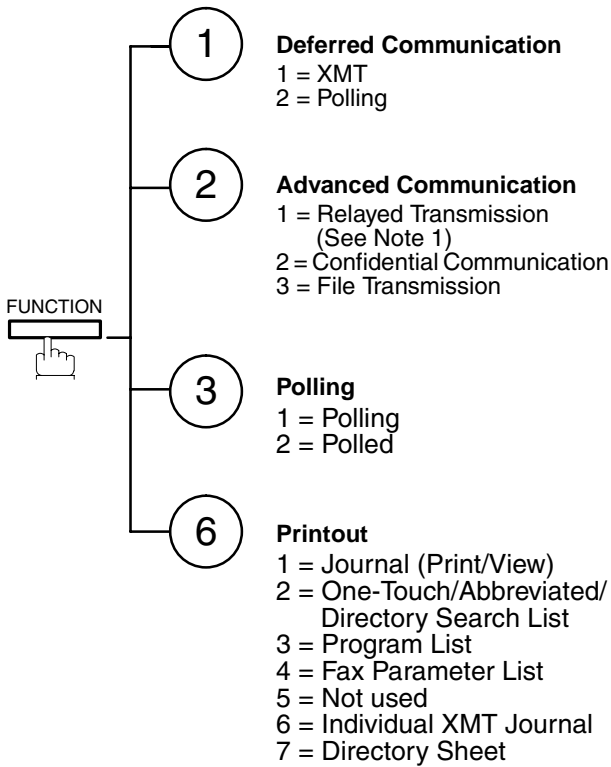 1
Deferred Communication
1 = XMT
2 = Polling
2
Advanced Communication
1 = Relayed Transmission
(See Note 1)
2 = Confidential Communication
3 = File Transmission
FUNCTION
3
Polling
1 = Polling
2 = Polled
6
Printout
1 = Journal (Print/View)
2 = One-Touch/Abbreviated/
Directory Search List
3 = Program List
4 = Fax Parameter List
5 = Not used
6 = Individual XMT Journal
7 = Directory Sheet